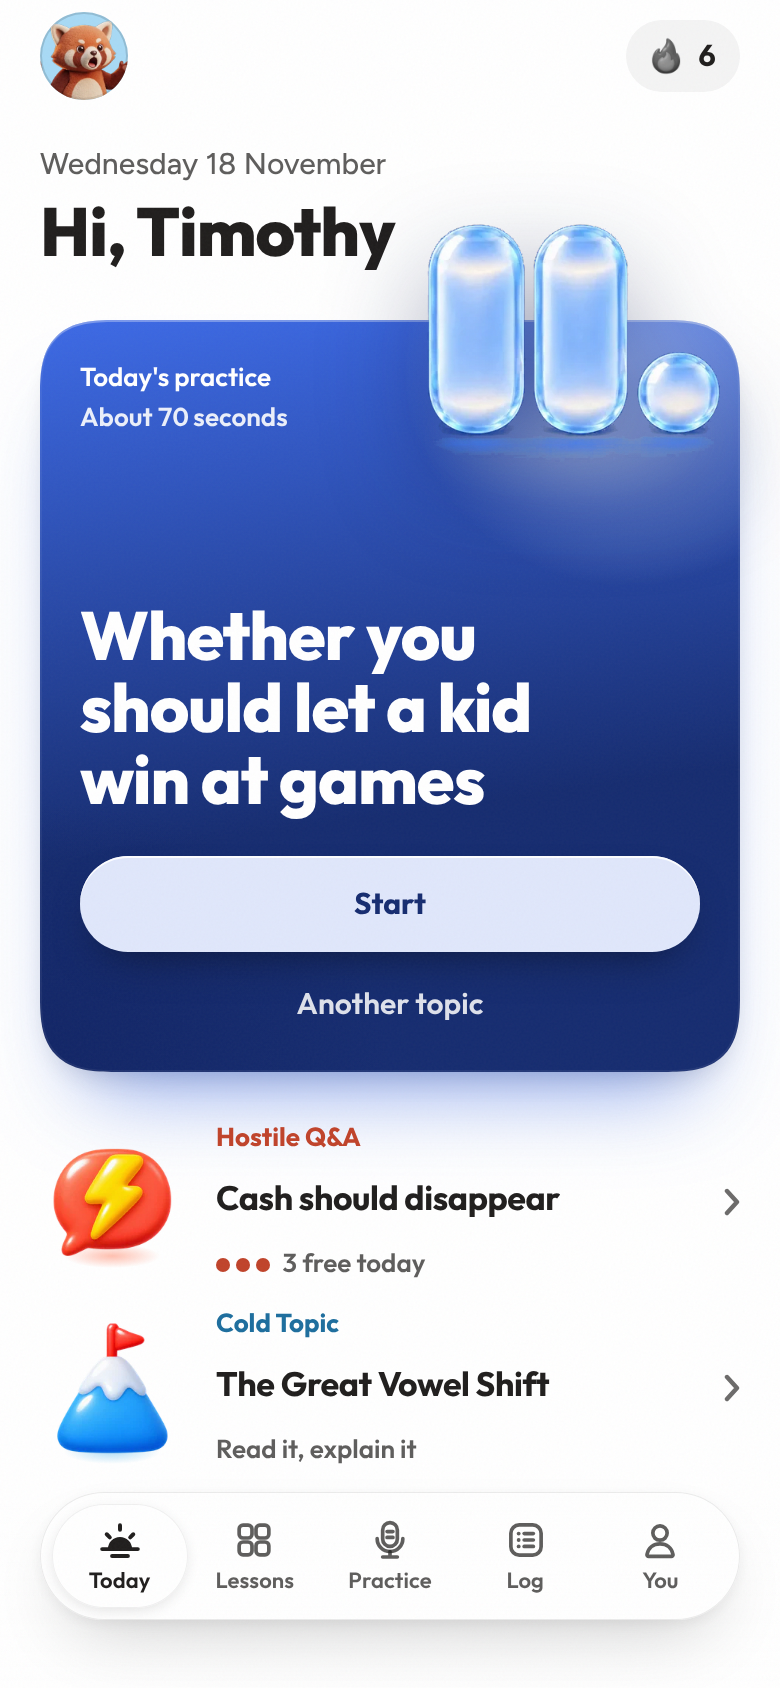 6
Wednesday 18 November
Hi, Timothy
Today's practice
About 70 seconds
Whether you
should let a kid
win at games
Start
Another topic
Hostile Q&A
Cash should disappear
3 free today
Cold Topic
The Great Vowel Shift
Read it, explain it
Today
Lessons
Practice
Log
You